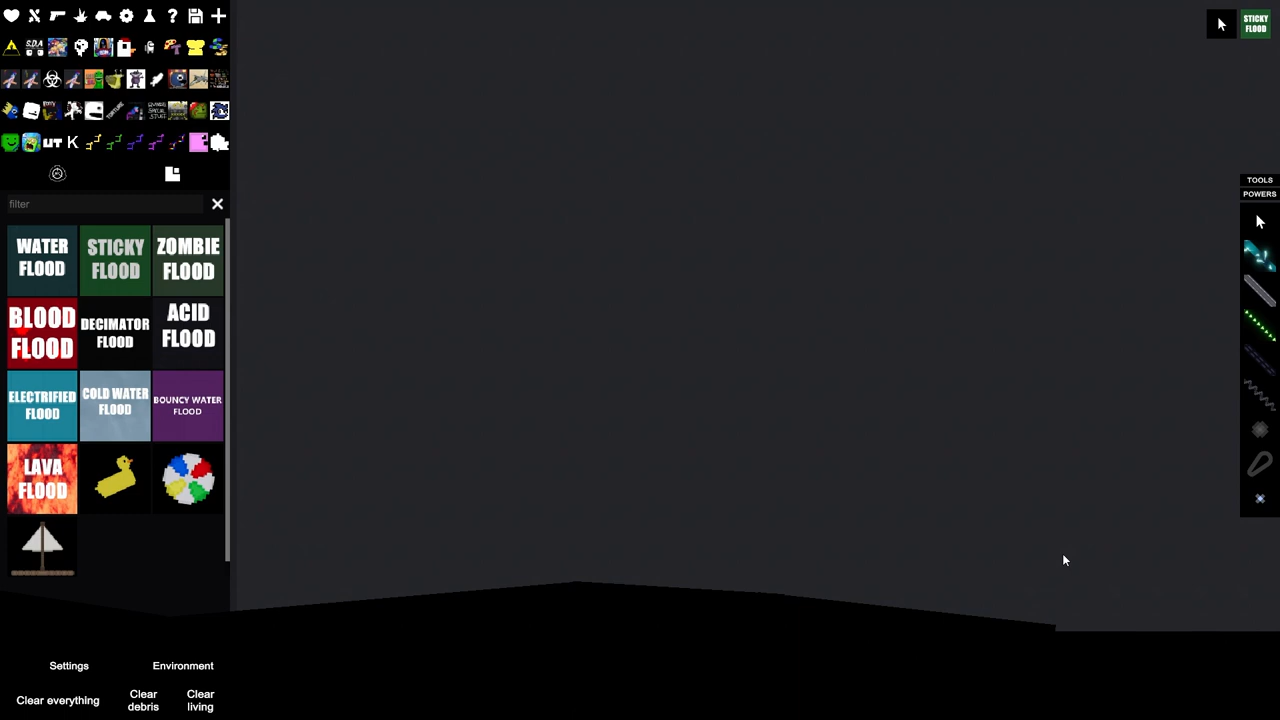 STICKY
FLOOD
S.D.A
UT K
TOOLS
POWERS
filter
WATER
FLOOD
STICKY
FLOOD
ZOMBIE
FLOOD
BLOOD
FLOOD
DECIMATOR
FLOOD
ACID
FLOOD
ELECTRIFIED
FLOOD
COLD WATER
FLOOD
BOUNCY WATER
FLOOD
LAVA
FLOOD
Settings
Environment
Clear everything
Clear
debris
Clear
living